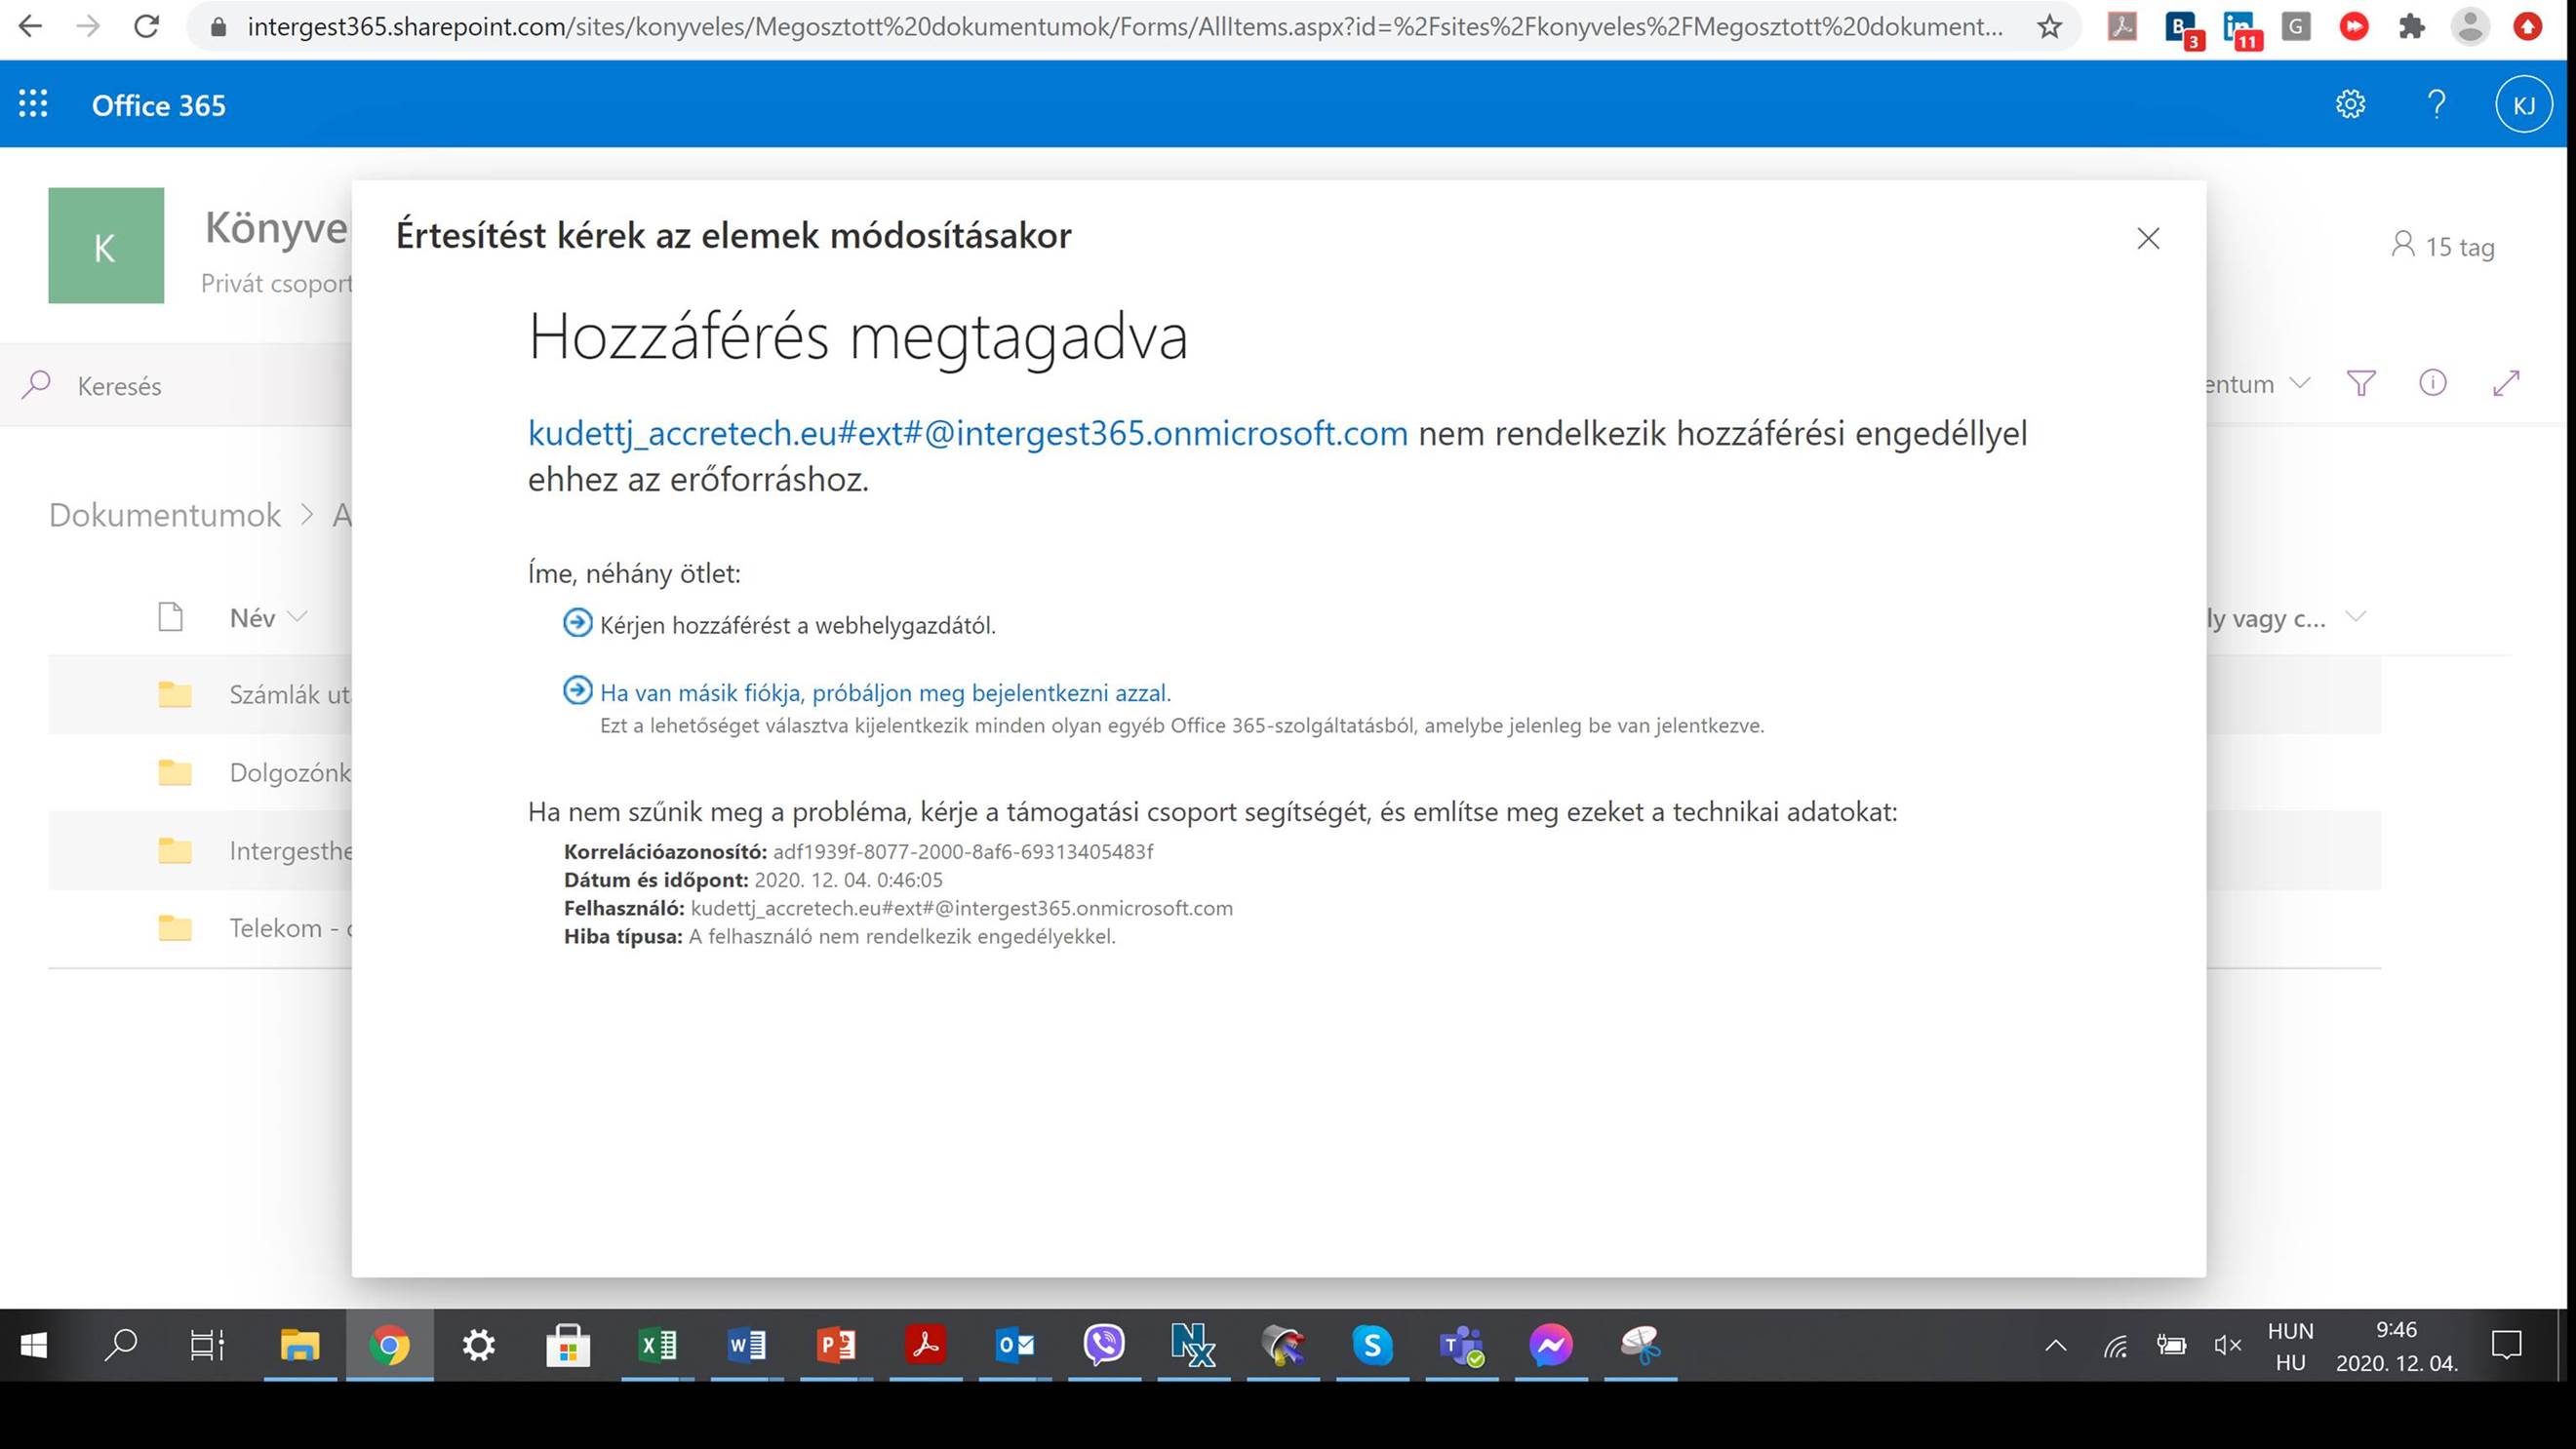 intergest365.sharepoint.com/sites/konyveles/Megosztott%20dokumentumok/Forms/AllItems.aspx?id=%2Fsites%2Fkonyveles%2FMegosztott%20dokument...
3
11
G
Office 365
?
KJ
K
Könyve
Privát csoport
15 tag
Értesítést kérek az elemek módosításakor
Hozzáférés megtagadva
Keresés
entum
kudettj_accretech.eu#ext#@intergest365.onmicrosoft.com nem rendelkezik hozzáférési engedéllyel
ehhez az erőforráshoz.
Dokumentumok > A
Íme, néhány ötlet:
Név
ly vagy c...
Kérjen hozzáférést a webhelygazdától.
Számlák ut
Ha van másik fiókja, próbáljon meg bejelentkezni azzal.
Ezt a lehetőséget választva kijelentkezik minden olyan egyéb Office 365-szolgáltatásból, amelybe jelenleg be van jelentkezve.
Dolgozónk
Ha nem szűnik meg a probléma, kérje a támogatási csoport segítségét, és említse meg ezeket a technikai adatokat:
Intergesthe
Korrelációazonosító: adf1939f-8077-2000-8af6-69313405483f
Dátum és időpont: 2020. 12. 04. 0:46:05
Felhasználó: kudettj_accretech.eu#ext#@intergest365.onmicrosoft.com
Telekom -
Hiba típusa: A felhasználó nem rendelkezik engedélyekkel.
HUN
HU
9:46
2020. 12. 04.